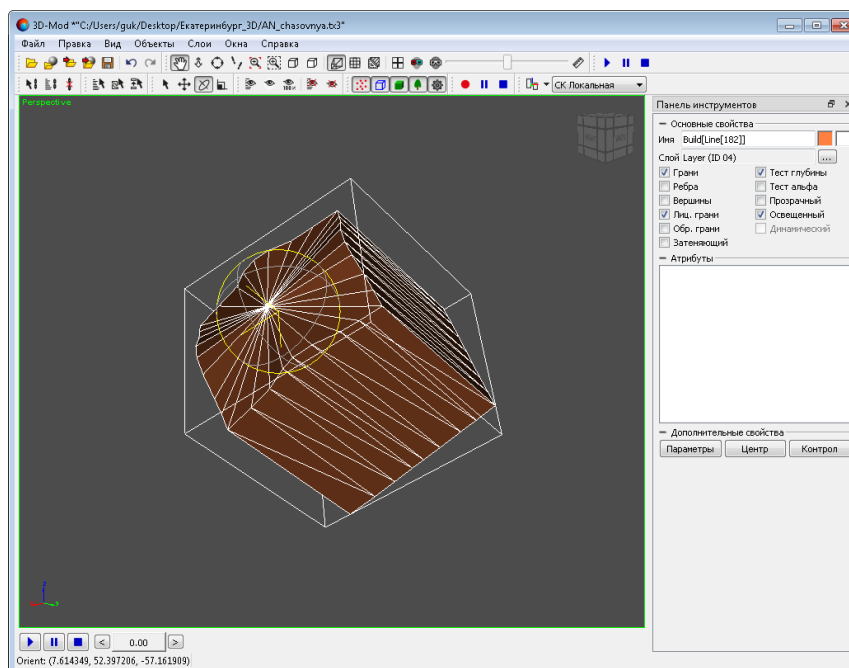 3D-Mod *"C:/Users/guk/Desktop/Екатеринбург_3D/AN_chasovnya.tx3"
Файл Правка Вид Объекты Слои Окна Справка
100%
СК Локальная
Perspective
Панель инструментов
Основные свойства
Имя Build[Line[182]]
Слой Layer (ID 04) ...
Грани Тест глубины
Ребра Тест альфа
Вершины Прозрачный
Лиц. грани Освещенный
Обр. грани Динамический
Затеняющий
Атрибуты
Дополнительные свойства
Параметры Центр Контрол
z
< 0.00 >
Orient: (7.614349, 52.397206, -57.161909)